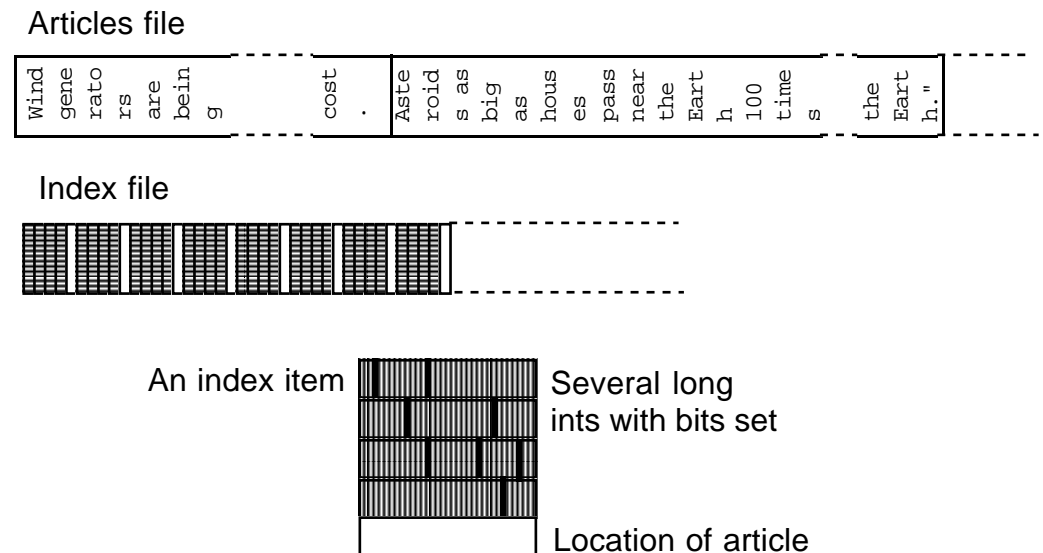 Articles file
Wind
gene
rato
rs
are
bein
g
cost
.
Aste
roid
s as
big
as
hous
es
pass
near
the
Eart
h
100
time
s
the
Eart
h."
Index file
An index item
Several long
ints with bits set
Location of article